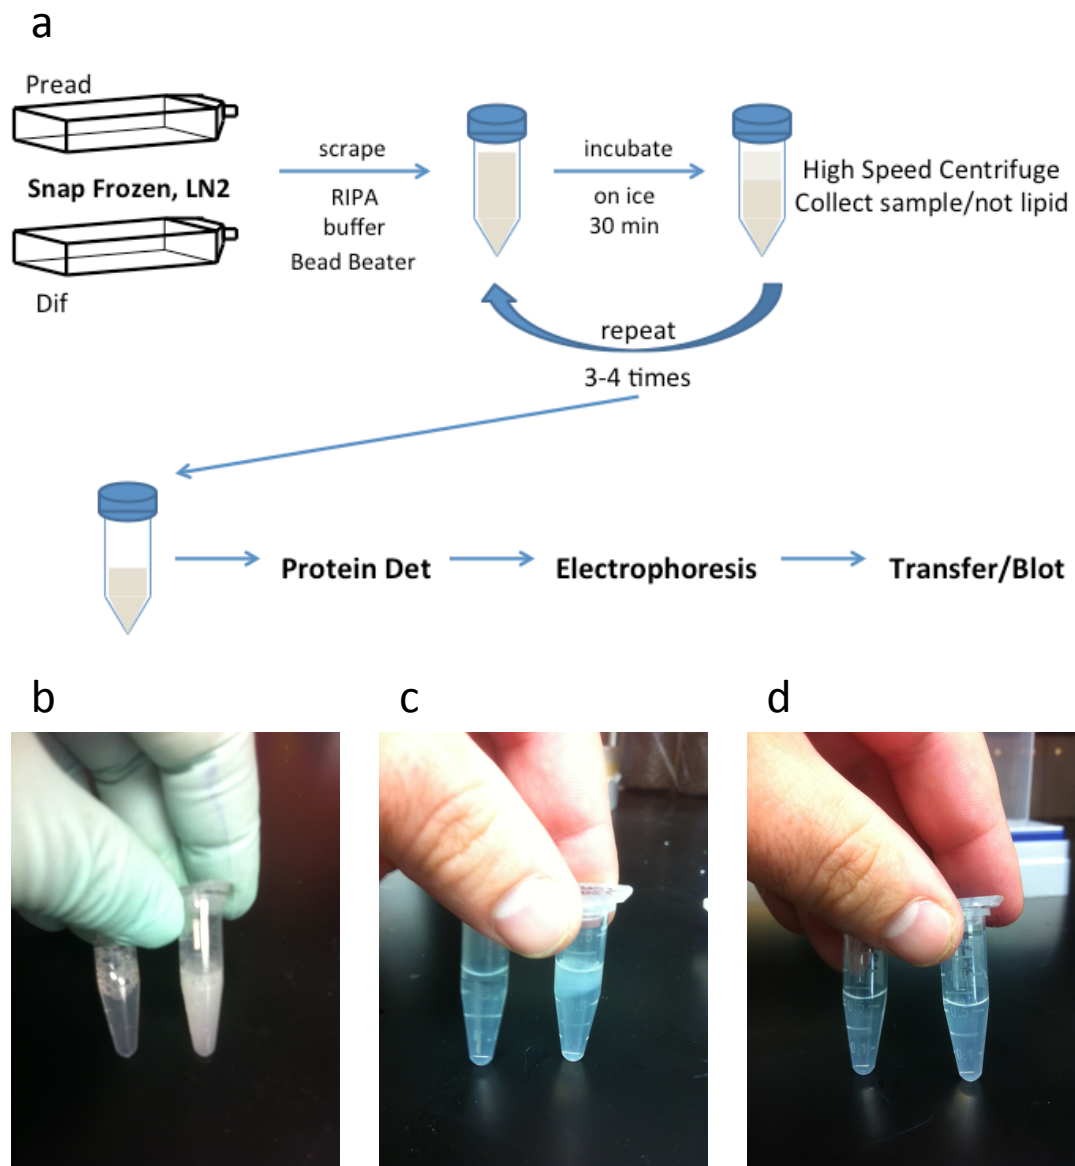 a
Pread
Snap Frozen, LN2
Dif
scrape
RIPA
buffer
Bead Beater
incubate
on ice
30 min
High Speed Centrifuge
Collect sample/not lipid
repeat
3-4 times
Protein Det
Electrophoresis
Transfer/Blot
b
c
d